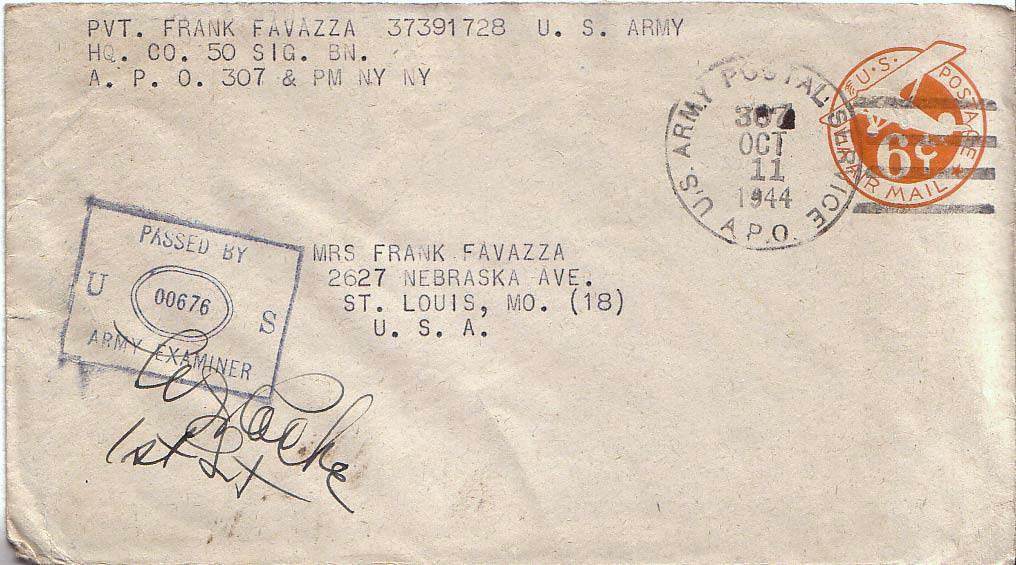 PVT. FRANK FAVAZZA 37391728 U. S. ARMY
HQ. CO. 50 SIG. BN.
A. P. O. 307 & PM NY NY
U.S. ARMY POSTAL SERVICE
307
OCT
11
1944
A.P.O.
U.S. POSTAGE
6¢
AIR MAIL
PASSED BY
U 00676 S
ARMY EXAMINER
MRS FRANK FAVAZZA
2627 NEBRASKA AVE.
ST. LOUIS, MO. (18)
U. S. A.
1st Lt